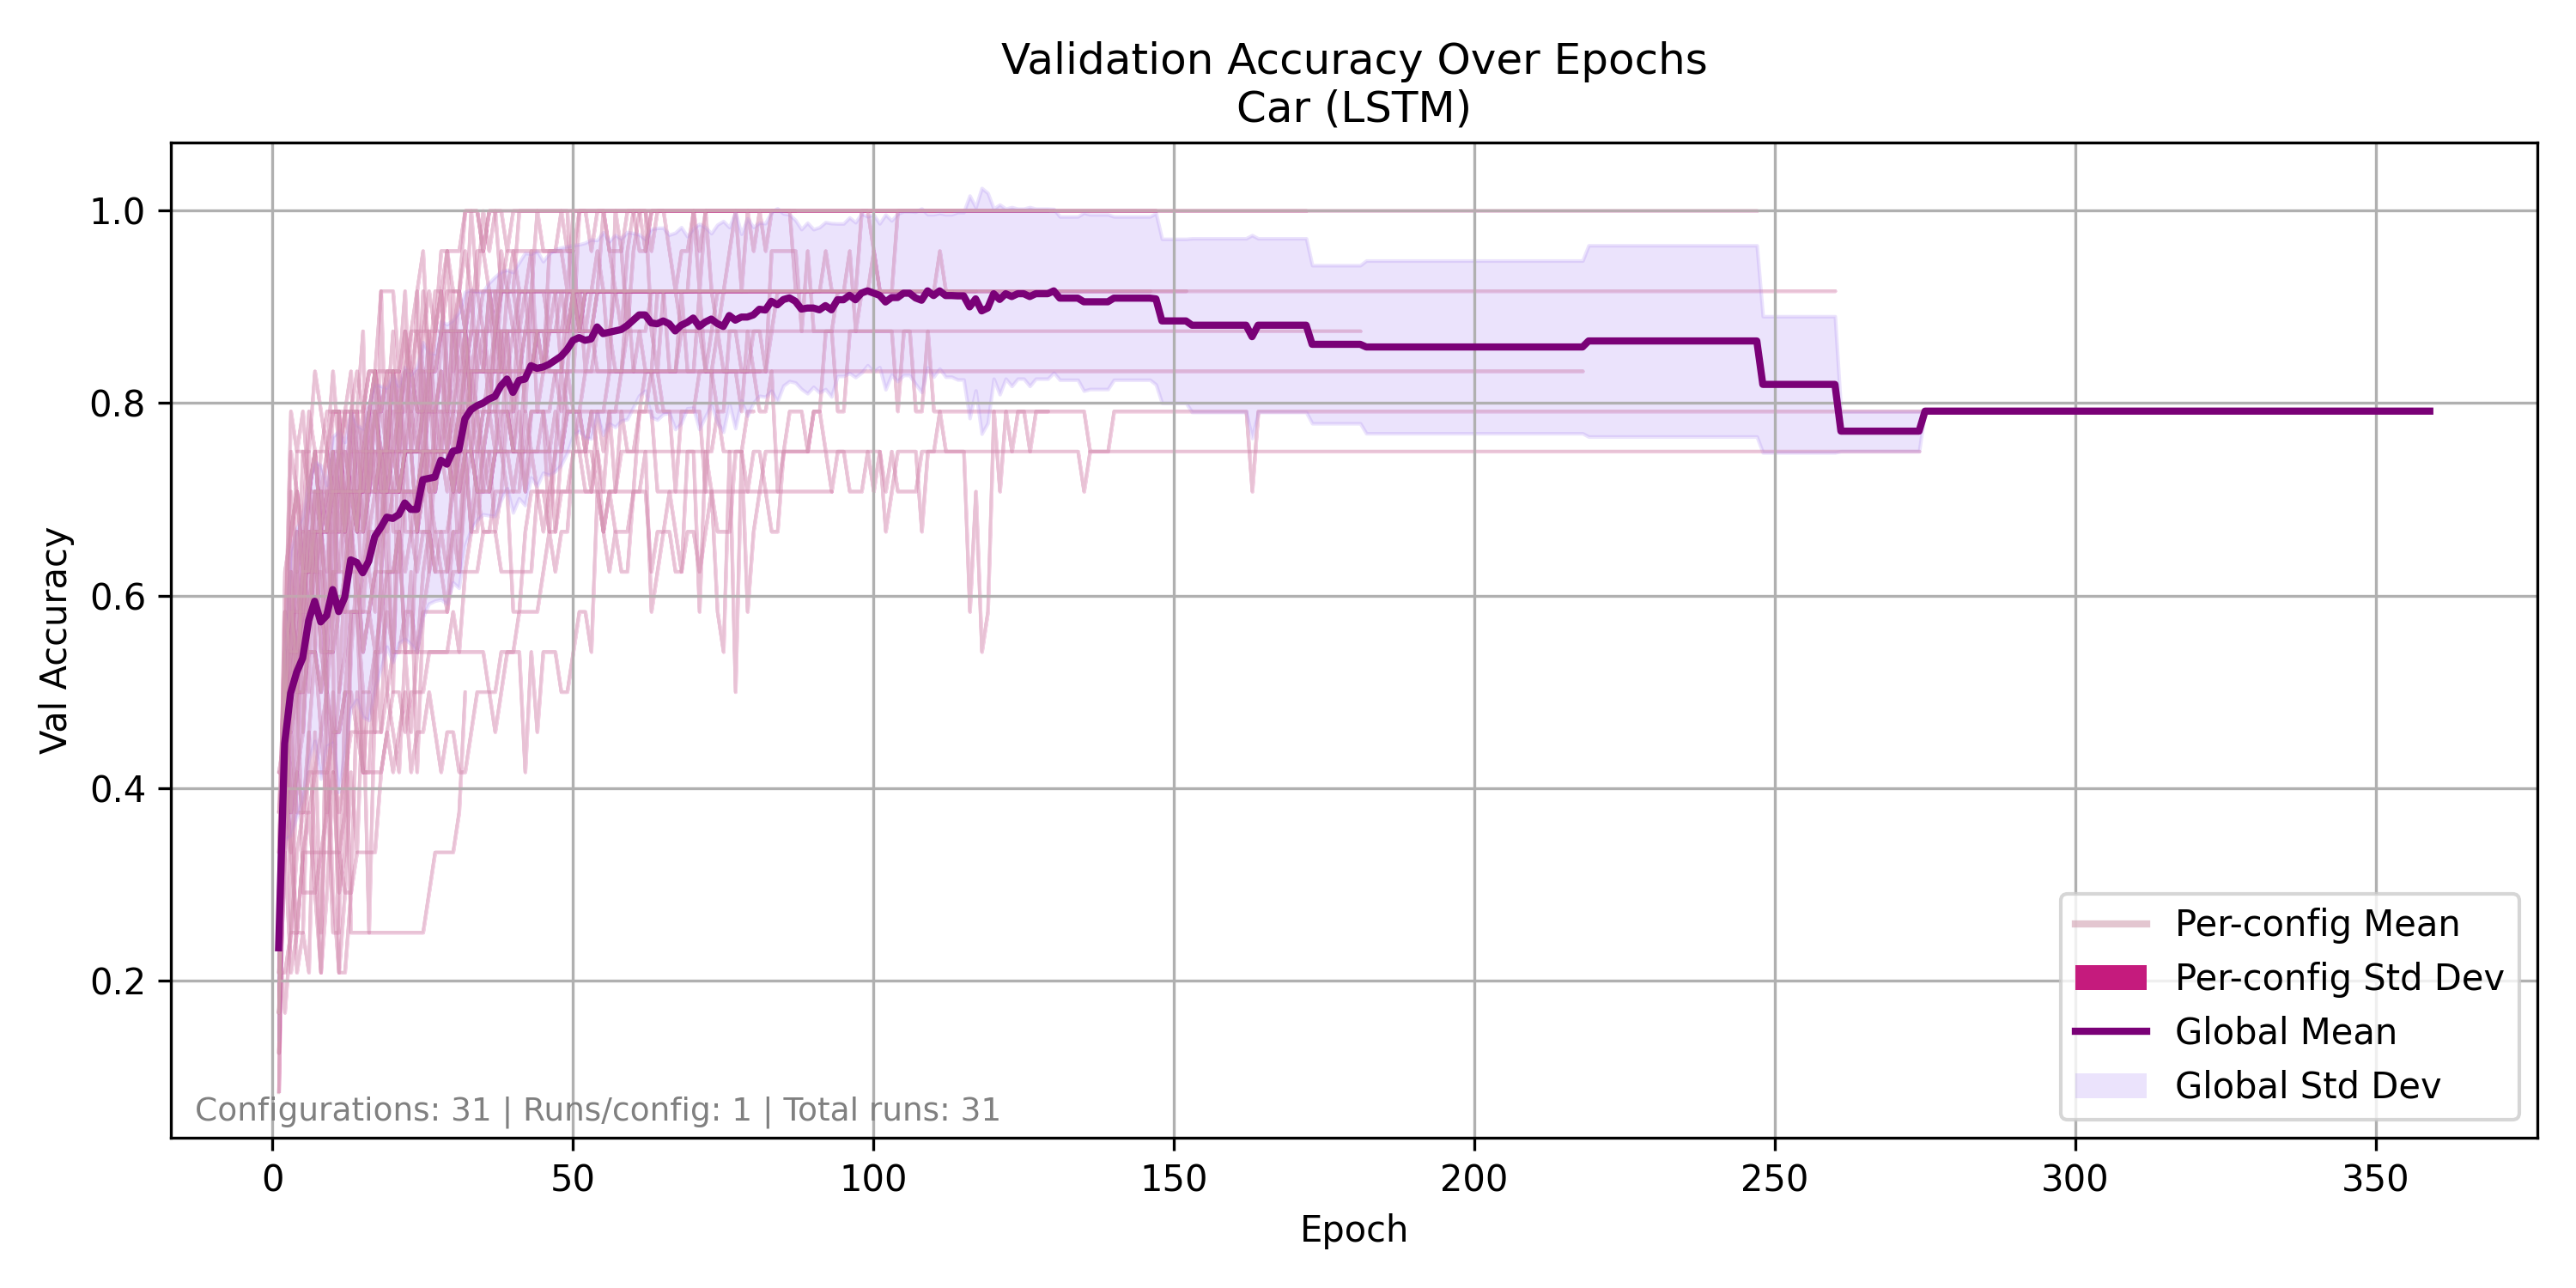 Validation Accuracy Over Epochs
Car (LSTM)
Val Accuracy
1.0
0.8
0.6
0.4
0.2
Configurations: 31 | Runs/config: 1 | Total runs: 31
Per-config Mean
Per-config Std Dev
Global Mean
Global Std Dev
0 50 100 150 200 250 300 350
Epoch